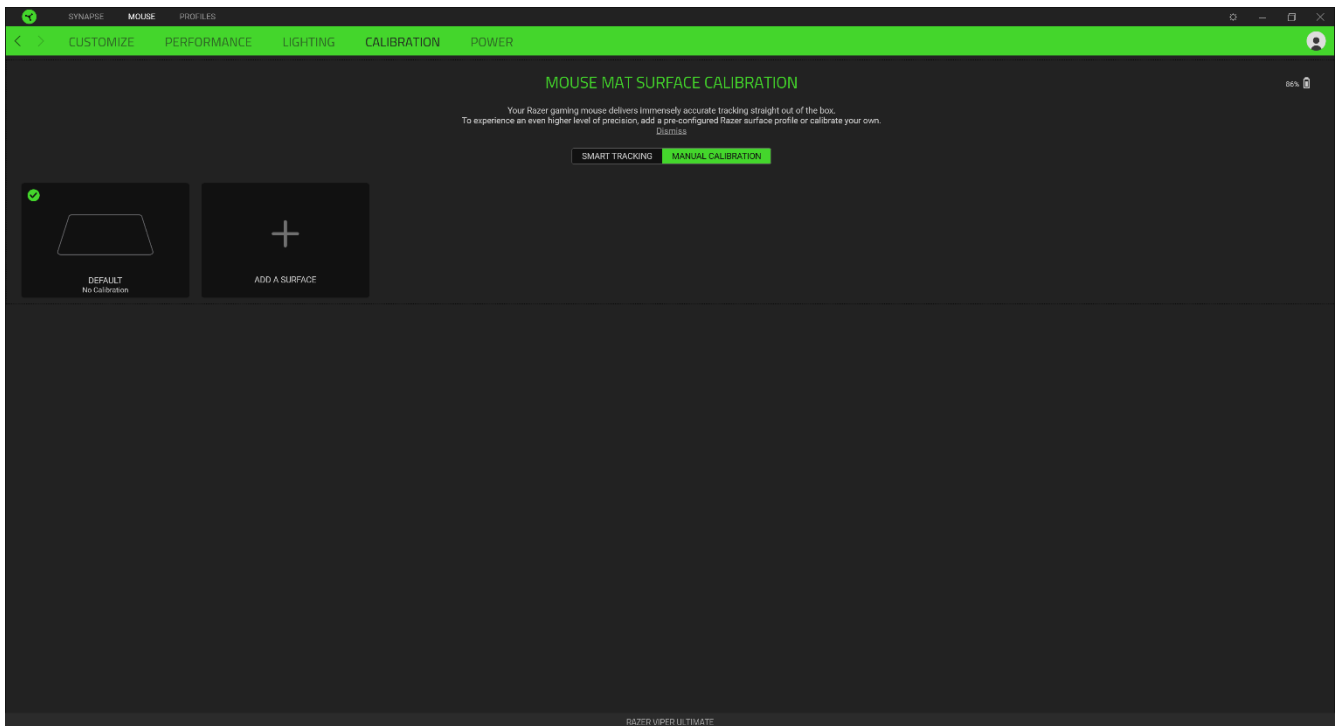 SYNAPSE MOUSE PROFILES
CUSTOMIZE PERFORMANCE LIGHTING CALIBRATION POWER
MOUSE MAT SURFACE CALIBRATION
86%
Your Razer gaming mouse delivers immensely accurate tracking straight out of the box.
To experience an even higher level of precision, add a pre-configured Razer surface profile or calibrate your own.
Dismiss
SMART TRACKING MANUAL CALIBRATION
DEFAULT
No Calibration
ADD A SURFACE
RAZER VIPER ULTIMATE